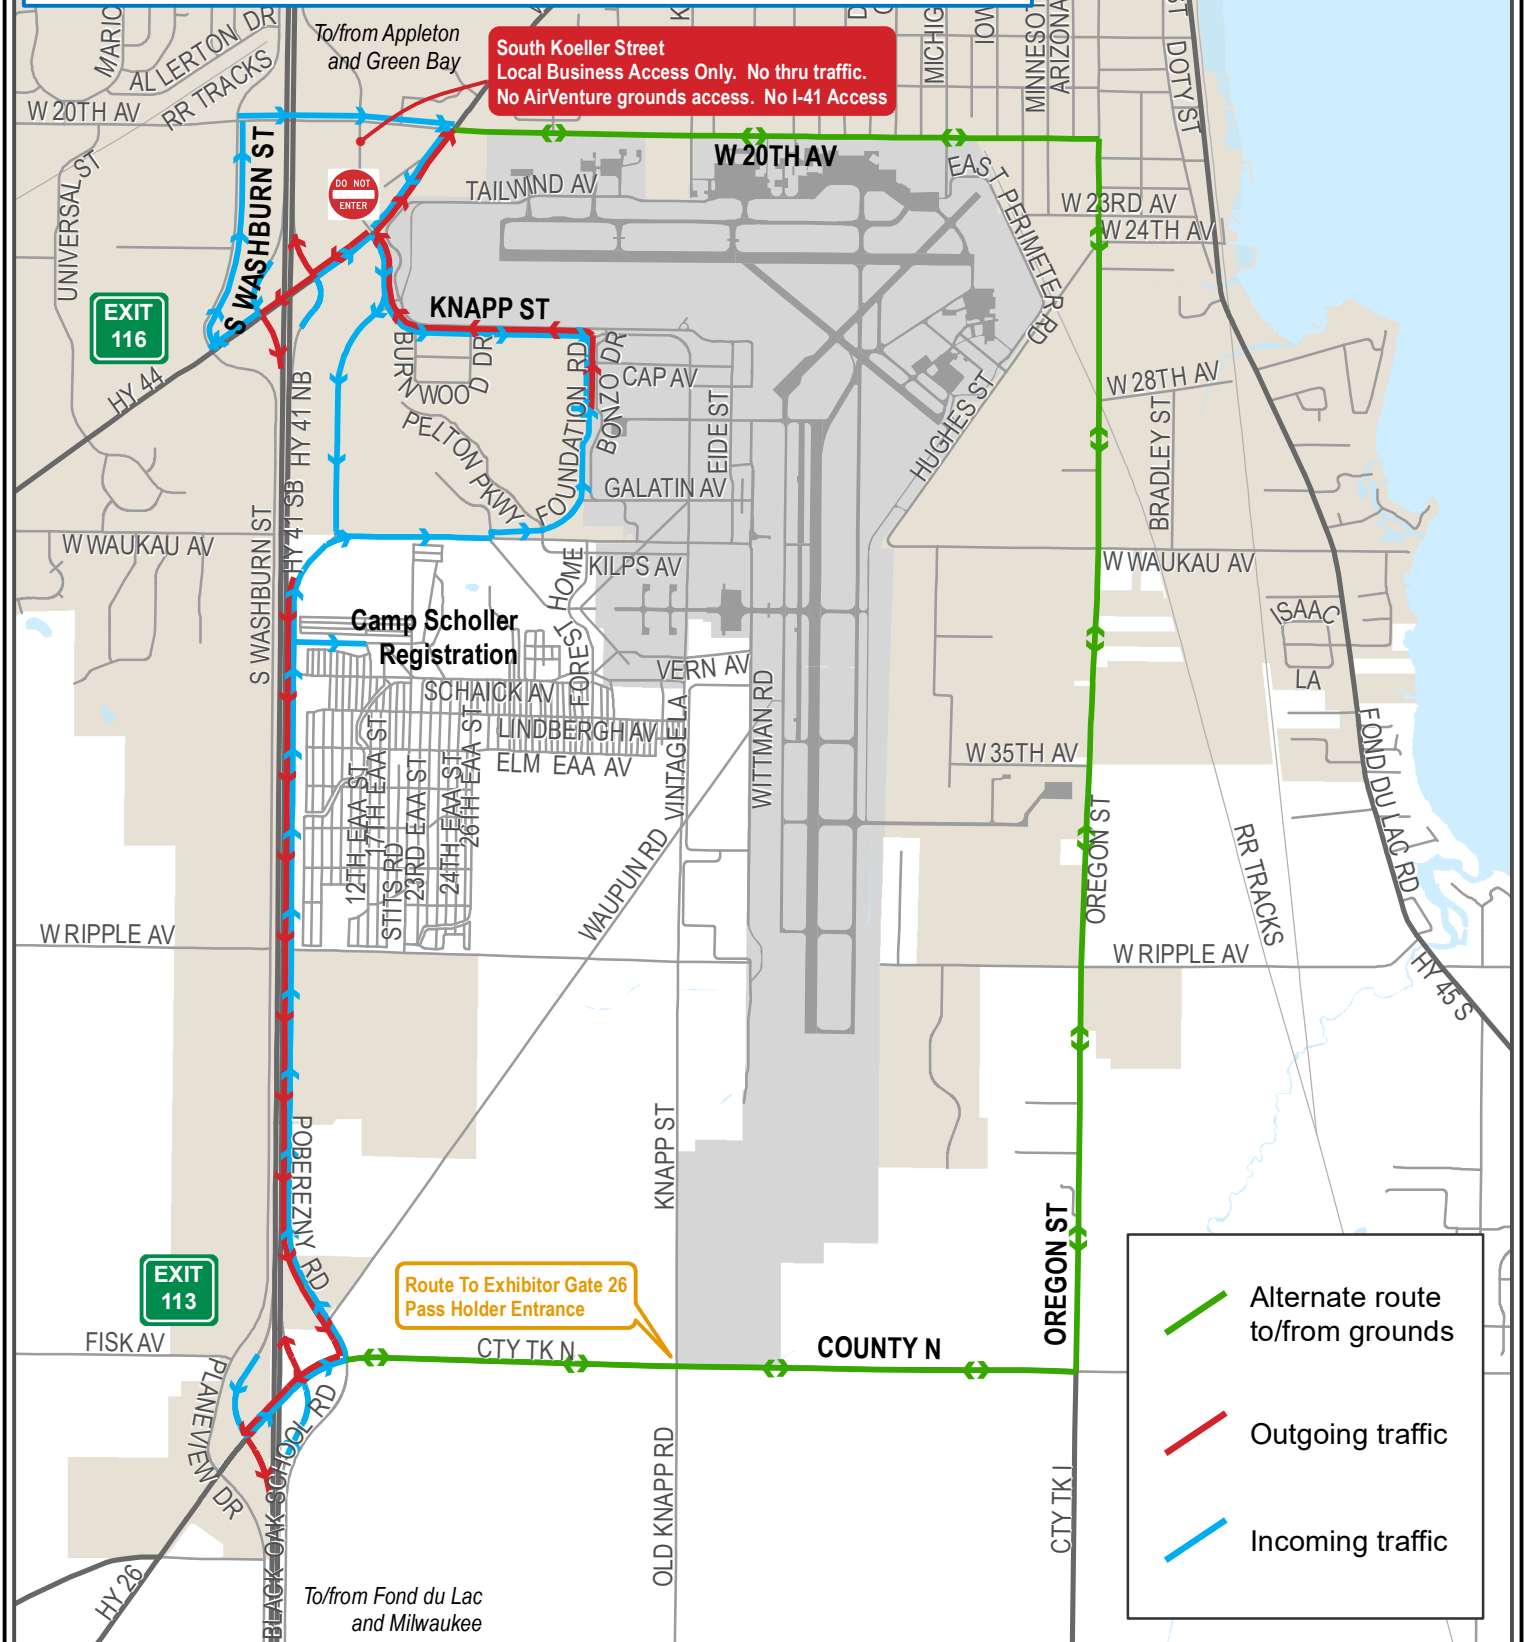 To/from Appleton
and Green Bay
South Koeller Street
Local Business Access Only.  No thru traffic.
No AirVenture grounds access.  No I-41 Access
MARIO
ALLERTON DR
RR TRACKS
W 20TH AV
K
MICHIG
IOW
MINNESOT
ARIZONA
ST
DOTY ST
DO NOT
ENTER
UNIVERSAL ST
S WASHBURN ST
TAILWIND AV
W 20TH AV
EAST PERIMETER RD
W 23RD AV
W 24TH AV
EXIT
116
HY 44
KNAPP ST
BURNWOO
D DR
PELTON PKWY
FOUNDATION RD
BONZO DR
CAP AV
EIDE ST
GALATIN AV
HUGHES ST
W 28TH AV
BRADLEY ST
HY 41 NB
HY 41 SB
S WASHBURN ST
W WAUKAU AV
KILPS AV
FOREST HOME
W WAUKAU AV
ISAAC
LA
Camp Scholler
Registration
SCHAICK AV
VERN AV
LINDBERGH AV
ELM EAA AV
VINTAGE LA
WITTMAN RD
12TH EAA ST
17TH EAA ST
STITS RD
23RD EAA ST
24TH EAA ST
26TH EAA ST
W 35TH AV
OREGON ST
FOND DU LAC RD
RR TRACKS
WAUPUN RD
W RIPPLE AV
W RIPPLE AV
HY 45 S
POBEREZNY RD
KNAPP ST
OREGON ST
EXIT
113
Route To Exhibitor Gate 26
Pass Holder Entrance
FISK AV
CTY TK N
COUNTY N
PLANEVIEW DR
BLACK OAK SCHOOL RD
OLD KNAPP RD
CTY TK I
HY 26
To/from Fond du Lac
and Milwaukee
Alternate route
to/from grounds
Outgoing traffic
Incoming traffic